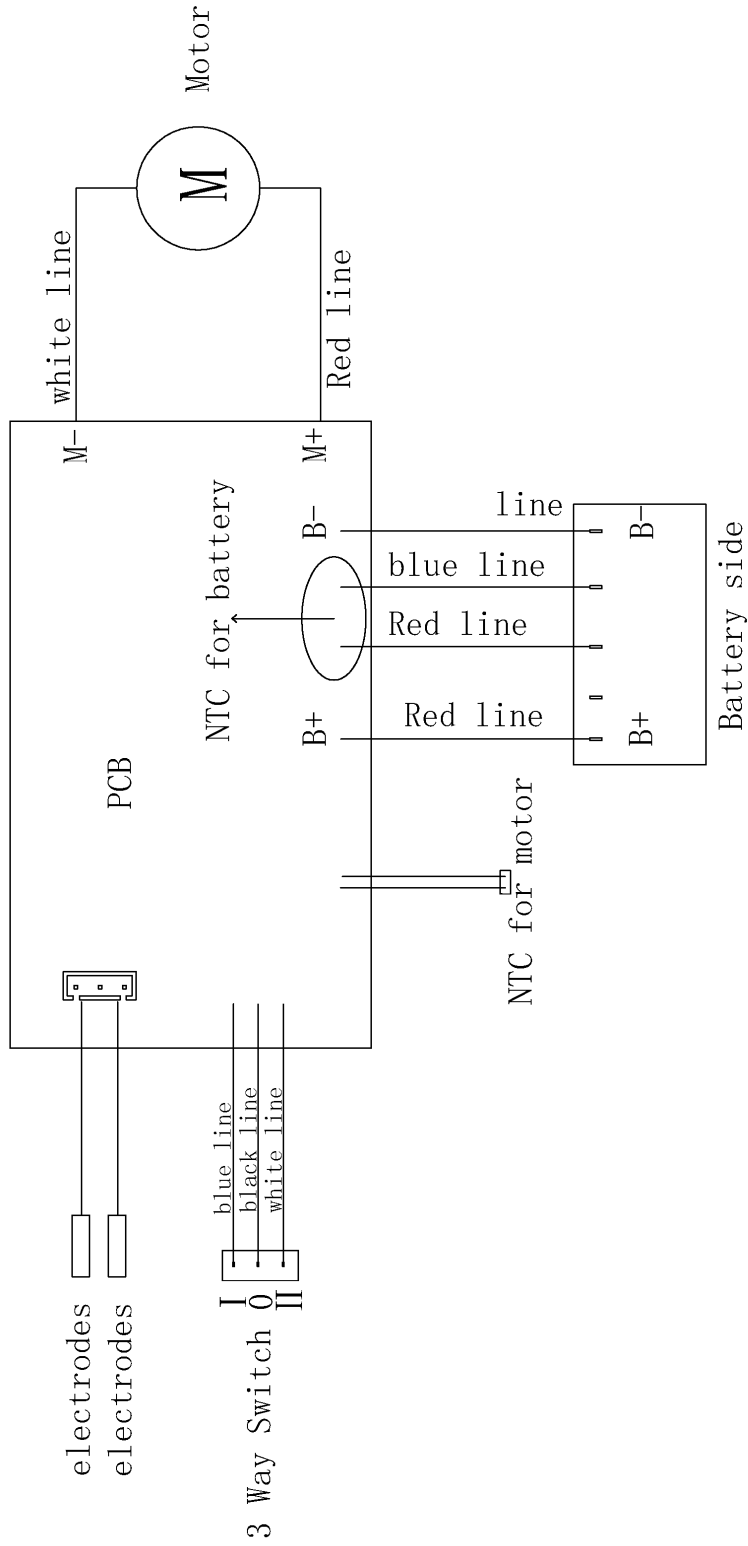 electrodes
electrodes
3 Way Switch
I
0
II
blue line
black line
white line
PCB
NTC for motor
NTC for battery
B+
B-
M-
M+
white line
Red line
M
Motor
Red line
Red line
blue line
line
B+
B-
Battery side